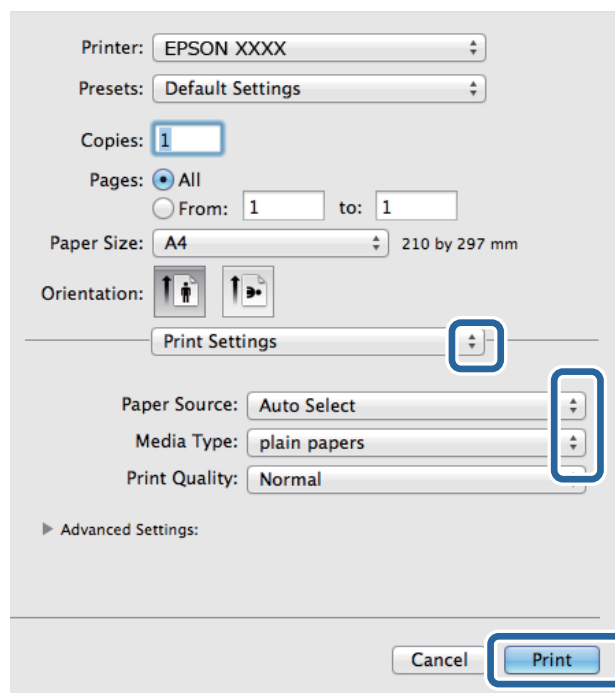 Printer: EPSON XXXX
Presets: Default Settings
Copies: 1
Pages: All
From: 1 to: 1
Paper Size: A4 210 by 297 mm
Orientation:
Print Settings
Paper Source: Auto Select
Media Type: plain papers
Print Quality: Normal
Advanced Settings:
Cancel Print